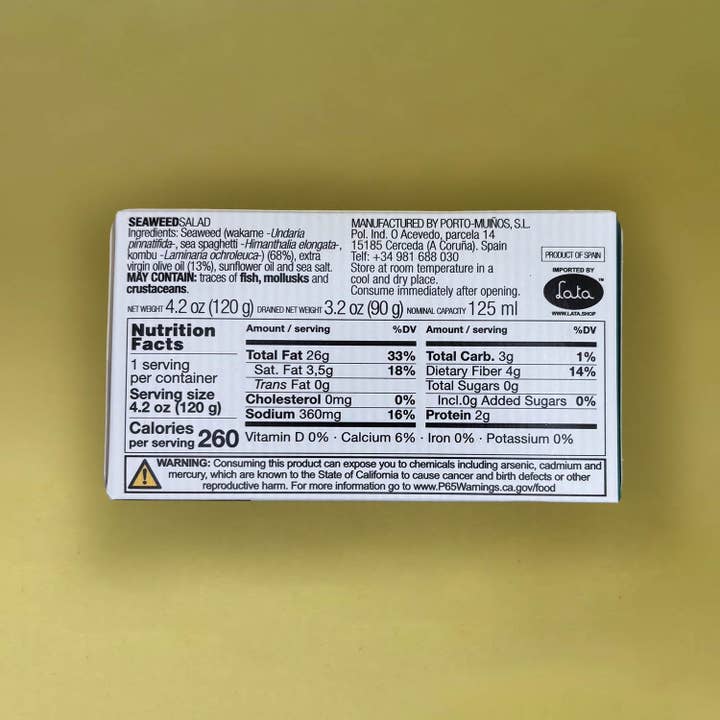 SEAWEEDSALAD
Ingredients: Seaweed (wakame -Undaria
pinnatifida-, sea spaghetti -Himanthalia elongata-,
kombu -Laminaria ochroleuca-) (68%), extra
virgin olive oil (13%), sunflower oil and sea salt.
MAY CONTAIN: traces of fish, mollusks and
crustaceans.
MANUFACTURED BY PORTO-MUIÑOS, S.L.
Pol. Ind. O Acevedo, parcela 14
15185 Cerceda (A Coruña). Spain
Telf: +34 981 688 030
Store at room temperature in a
cool and dry place.
Consume immediately after opening.
PRODUCT OF SPAIN
IMPORTED BY
Lata™
WWW.LATA.SHOP
NET WEIGHT 4.2 oz (120 g) DRAINED NET WEIGHT 3.2 oz (90 g) NOMINAL CAPACITY 125 ml
Nutrition
Facts
1 serving
per container
Serving size
4.2 oz (120 g)
Calories
per serving 260
Amount / serving %DV
Total Fat 26g 33%
Sat. Fat 3,5g 18%
Trans Fat 0g
Cholesterol 0mg 0%
Sodium 360mg 16%
Amount / serving %DV
Total Carb. 3g 1%
Dietary Fiber 4g 14%
Total Sugars 0g
Incl.0g Added Sugars 0%
Protein 2g
Vitamin D 0% · Calcium 6% · Iron 0% · Potassium 0%
WARNING: Consuming this product can expose you to chemicals including arsenic, cadmium and
mercury, which are known to the State of California to cause cancer and birth defects or other
reproductive harm. For more information go to www.P65Warnings.ca.gov/food